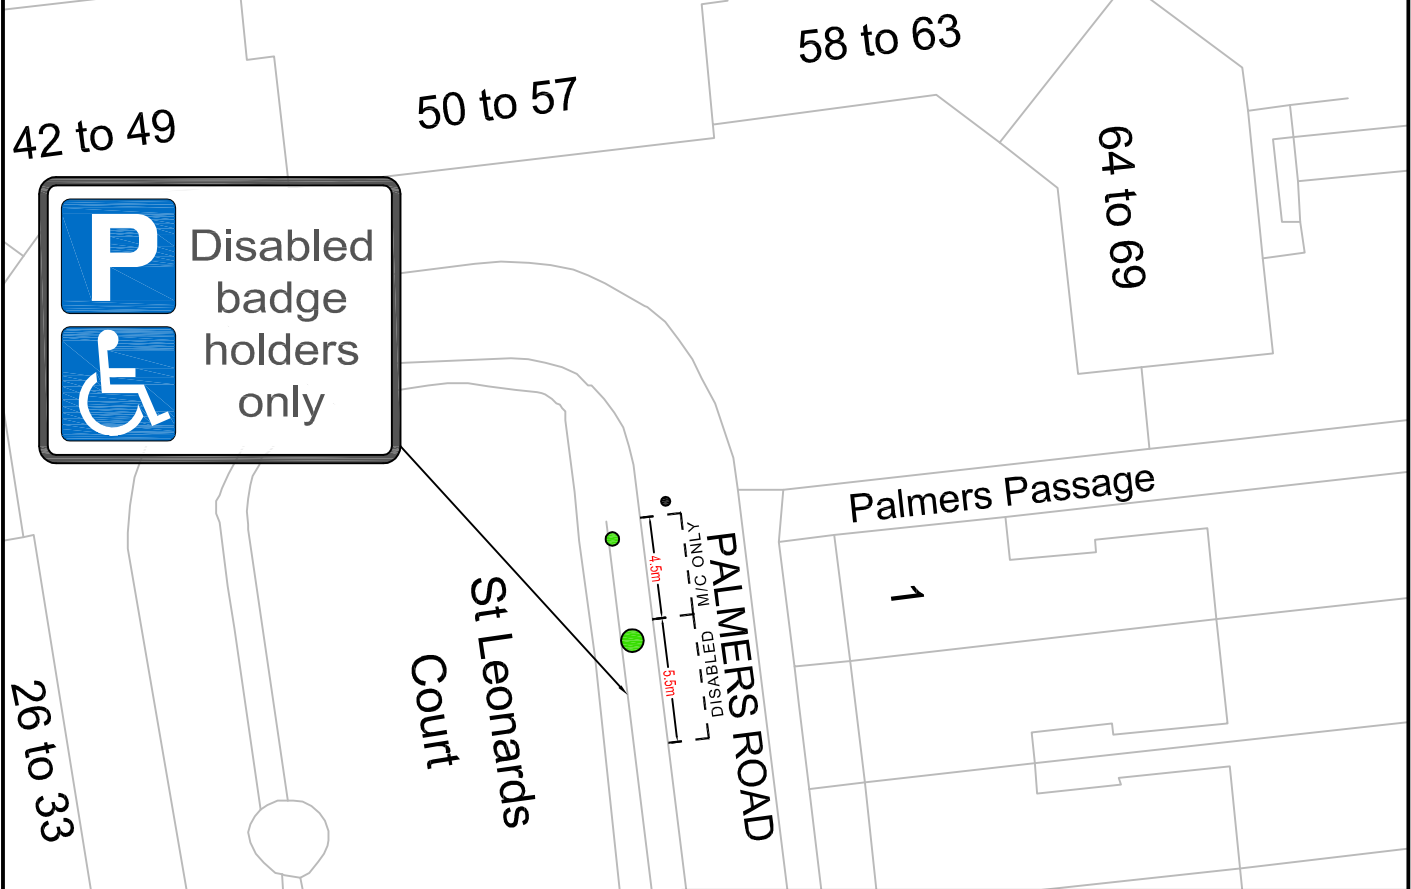 58 to 63
50 to 57
42 to 49
64 to 69
P
Disabled
badge
holders
only
Palmers Passage
PALMERS ROAD
M/C ONLY
4.5m
DISABLED
5.5m
1
St Leonards
Court
26 to 33